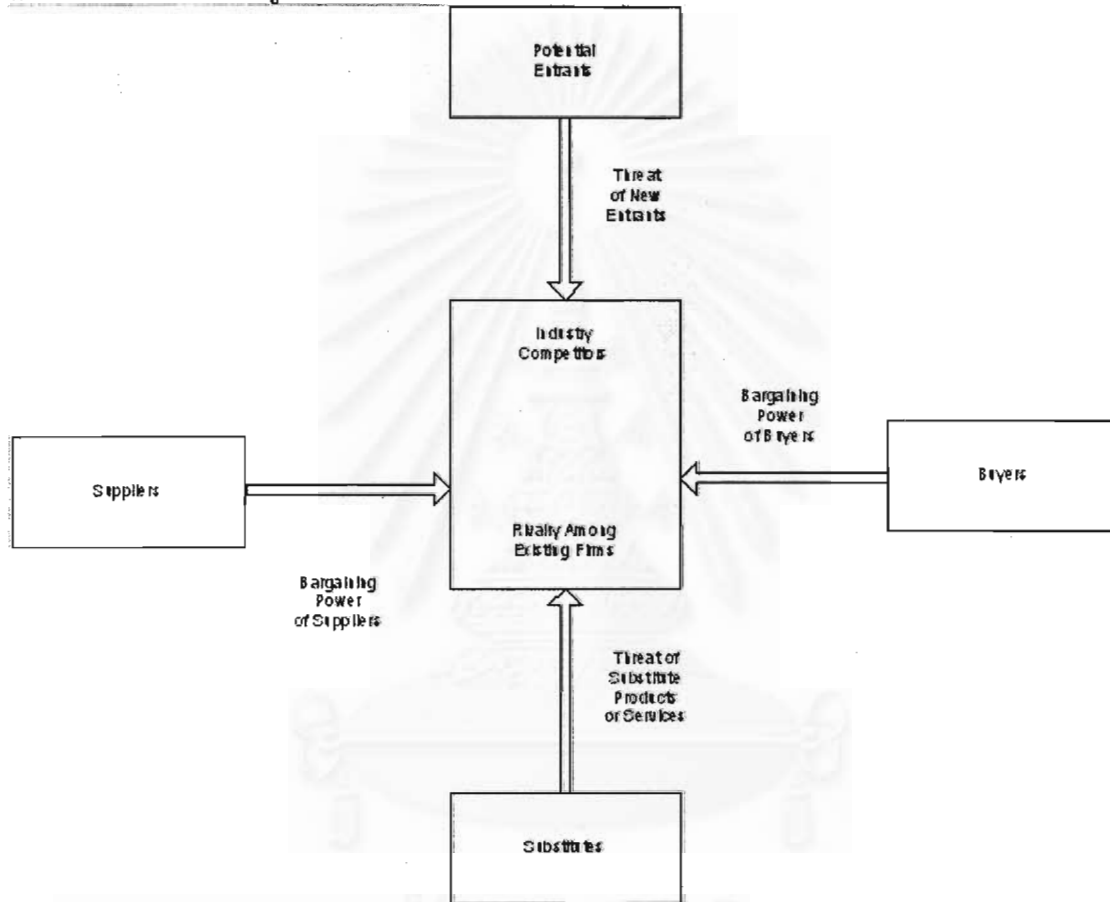 Potential
Entrants
Threat
of New
Entrants
Industry
Competitors
Bargaining
Power
of Buyers
Buyers
Suppliers
Rivalry Among
Existing Firms
Bargaining
Power
of Suppliers
Threat of
Substitute
Products
or Services
Substitutes